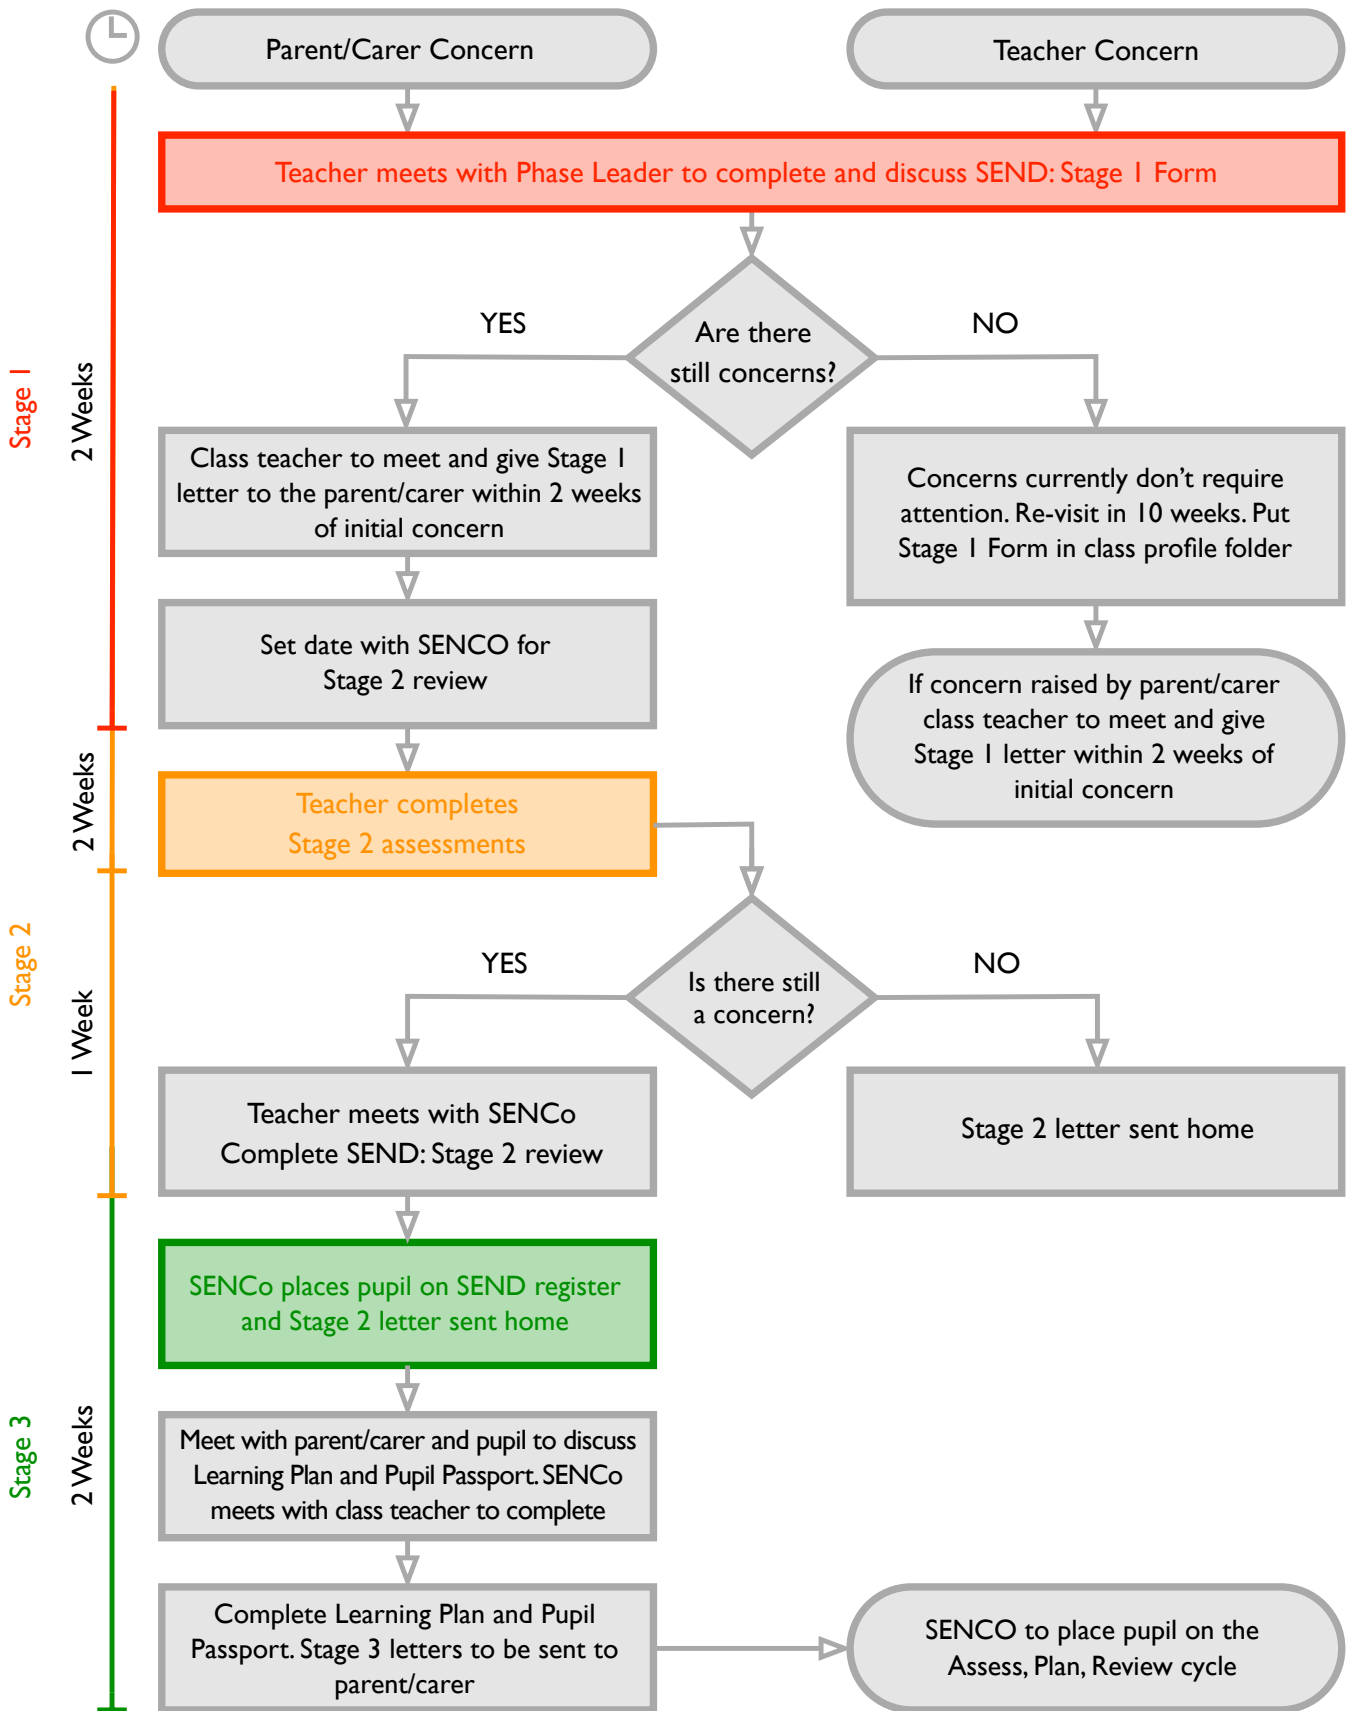 Parent/Carer Concern
Teacher Concern
Teacher meets with Phase Leader to complete and discuss SEND: Stage 1 Form
Are there
still concerns?
YES
NO
Stage 1
2 Weeks
Class teacher to meet and give Stage 1
letter to the parent/carer within 2 weeks
of initial concern
Concerns currently don't require
attention. Re-visit in 10 weeks. Put
Stage 1 Form in class profile folder
Set date with SENCO for
Stage 2 review
If concern raised by parent/carer
class teacher to meet and give
Stage 1 letter within 2 weeks of
initial concern
2 Weeks
Teacher completes
Stage 2 assessments
Stage 2
1 Week
YES
NO
Is there still
a concern?
Teacher meets with SENCo
Complete SEND: Stage 2 review
Stage 2 letter sent home
SENCo places pupil on SEND register
and Stage 2 letter sent home
Stage 3
2 Weeks
Meet with parent/carer and pupil to discuss
Learning Plan and Pupil Passport. SENCo
meets with class teacher to complete
Complete Learning Plan and Pupil
Passport. Stage 3 letters to be sent to
parent/carer
SENCO to place pupil on the
Assess, Plan, Review cycle